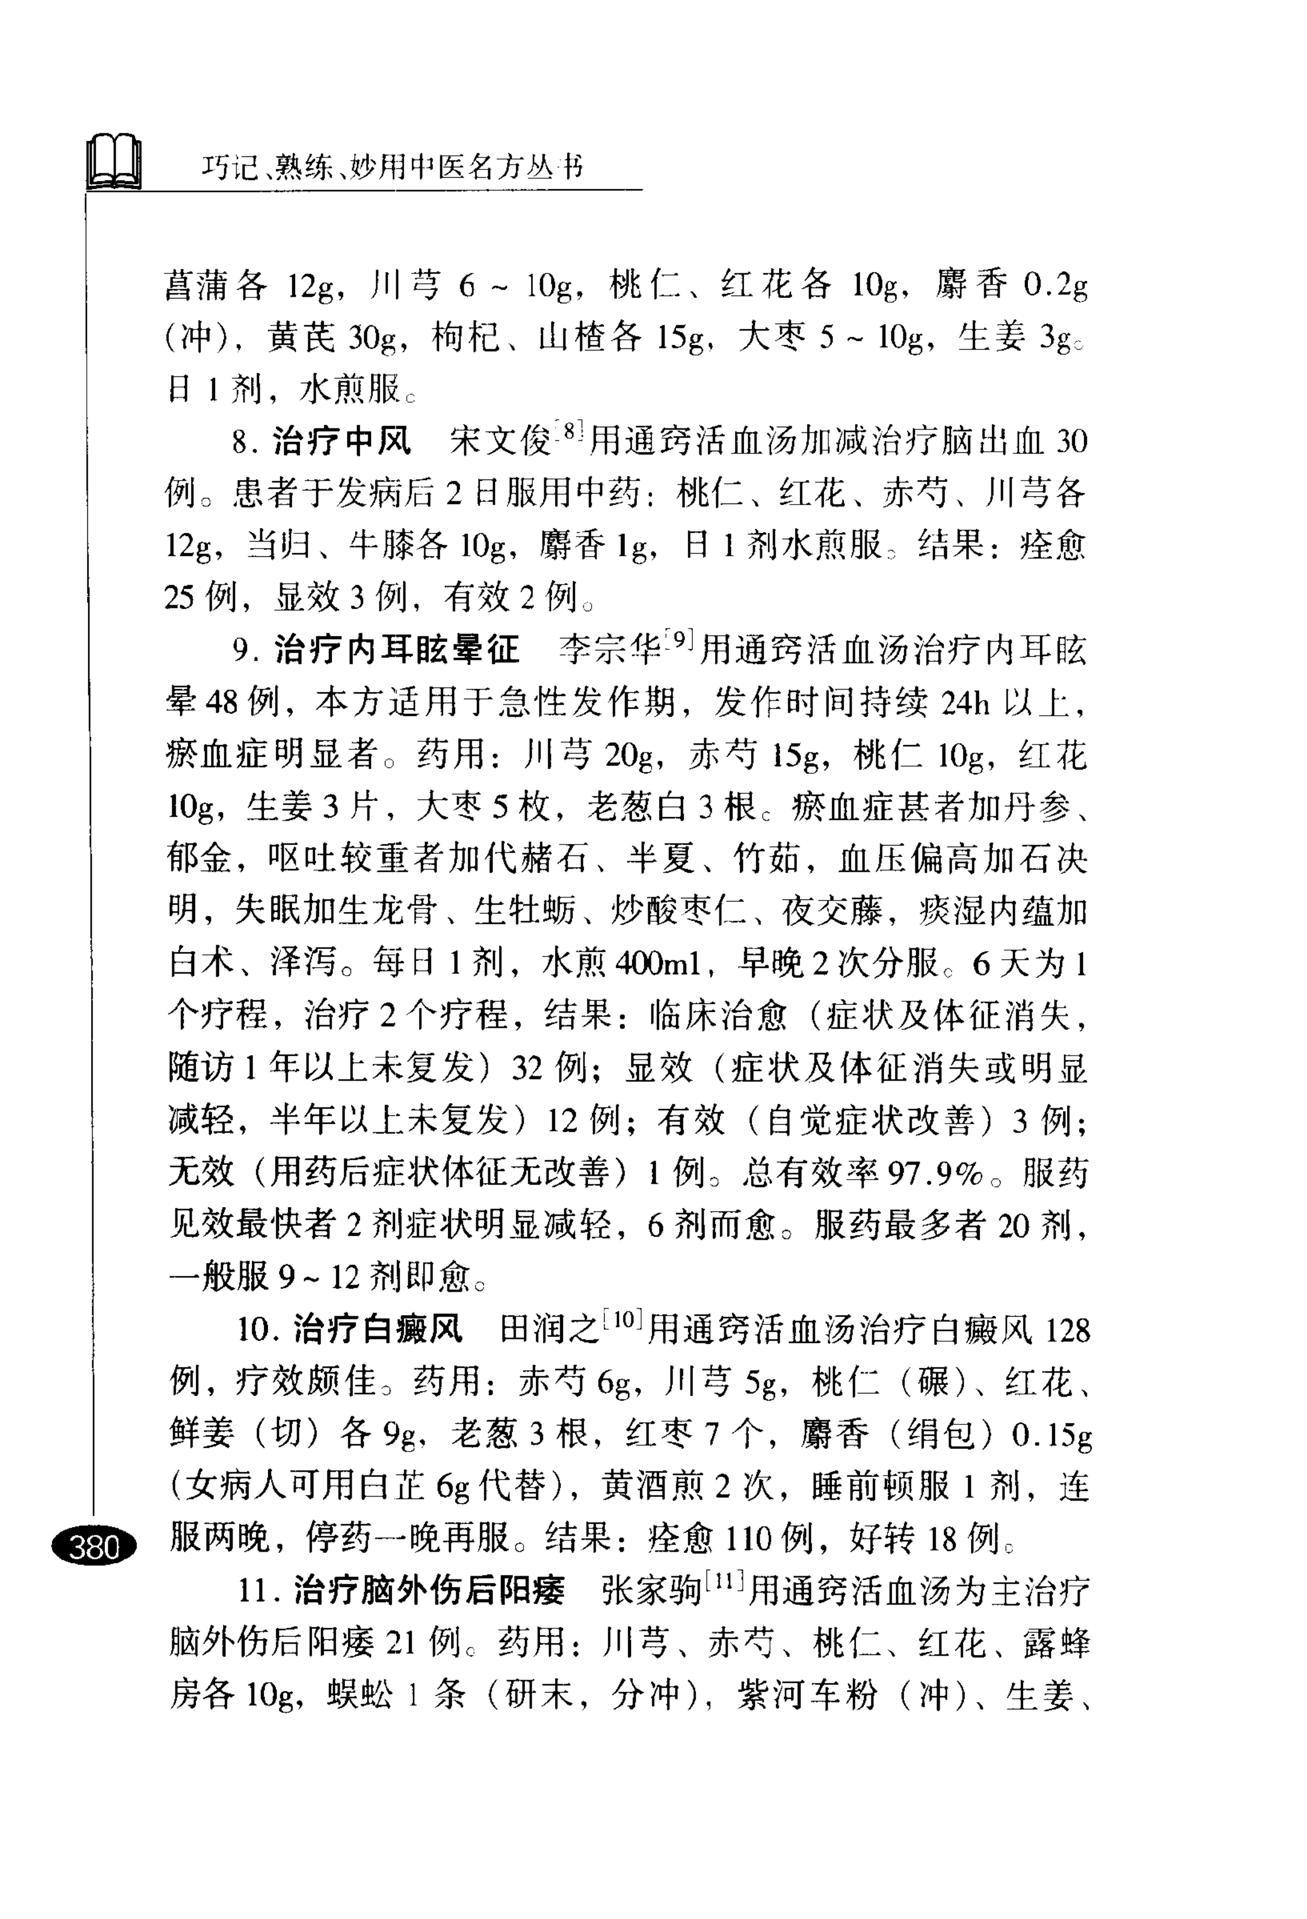 巧记、熟练、妙用中医名方丛书
菖蒲各 12g，川芎 6 ~ 10g，桃仁、红花各 10g，麝香 0.2g
（冲），黄芪 30g，枸杞、山楂各 15g，大枣 5 ~ 10g，生姜 3g。
日 1 剂，水煎服。
8. 治疗中风 宋文俊[8]用通窍活血汤加减治疗脑出血 30
例。患者于发病后 2 日服用中药：桃仁、红花、赤芍、川芎各
12g，当归、牛膝各 10g，麝香 1g，日 1 剂水煎服。结果：痊愈
25 例，显效 3 例，有效 2 例。
9. 治疗内耳眩晕征 李宗华[9]用通窍活血汤治疗内耳眩
晕 48 例，本方适用于急性发作期，发作时间持续 24h 以上，
瘀血症明显者。药用：川芎 20g，赤芍 15g，桃仁 10g，红花
10g，生姜 3 片，大枣 5 枚，老葱白 3 根。瘀血症甚者加丹参、
郁金，呕吐较重者加代赭石、半夏、竹茹，血压偏高加石决
明，失眠加生龙骨、生牡蛎、炒酸枣仁、夜交藤，痰湿内蕴加
白术、泽泻。每日 1 剂，水煎 400ml，早晚 2 次分服。6 天为 1
个疗程，治疗 2 个疗程，结果：临床治愈（症状及体征消失，
随访 1 年以上未复发）32 例；显效（症状及体征消失或明显
减轻，半年以上未复发）12 例；有效（自觉症状改善）3 例；
无效（用药后症状体征无改善）1 例。总有效率 97.9%。服药
见效最快者 2 剂症状明显减轻，6 剂而愈。服药最多者 20 剂，
一般服 9 ~ 12 剂即愈。
10. 治疗白癜风 田润之[10]用通窍活血汤治疗白癜风 128
例，疗效颇佳。药用：赤芍 6g，川芎 5g，桃仁（碾）、红花、
鲜姜（切）各 9g，老葱 3 根，红枣 7 个，麝香（绢包）0.15g
（女病人可用白芷 6g 代替），黄酒煎 2 次，睡前顿服 1 剂，连
服两晚，停药一晚再服。结果：痊愈 110 例，好转 18 例。
380
11. 治疗脑外伤后阳痿 张家驹[11]用通窍活血汤为主治疗
脑外伤后阳痿 21 例。药用：川芎、赤芍、桃仁、红花、露蜂
房各 10g，蜈蚣 1 条（研末，分冲），紫河车粉（冲）、生姜、